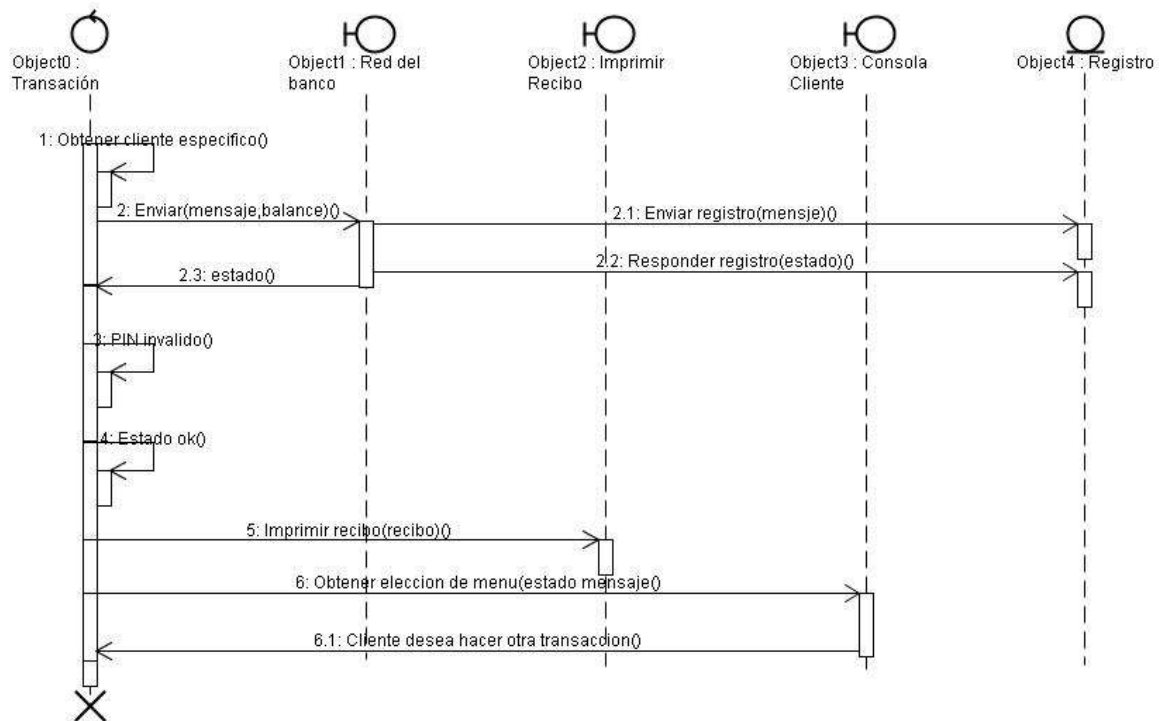 Object0 :
Transación
Object1 : Red del
banco
Object2 : Imprimir
Recibo
Object3 : Consola
Cliente
Object4 : Registro
1: Obtener cliente especifico()
2: Enviar(mensaje,balance)()
2.1: Enviar registro(mensje)()
2.2: Responder registro(estado)()
2.3: estado()
3: PIN invalido()
4: Estado ok()
5: Imprimir recibo(recibo)()
6: Obtener eleccion de menu(estado mensaje()
6.1: Cliente desea hacer otra transaccion()